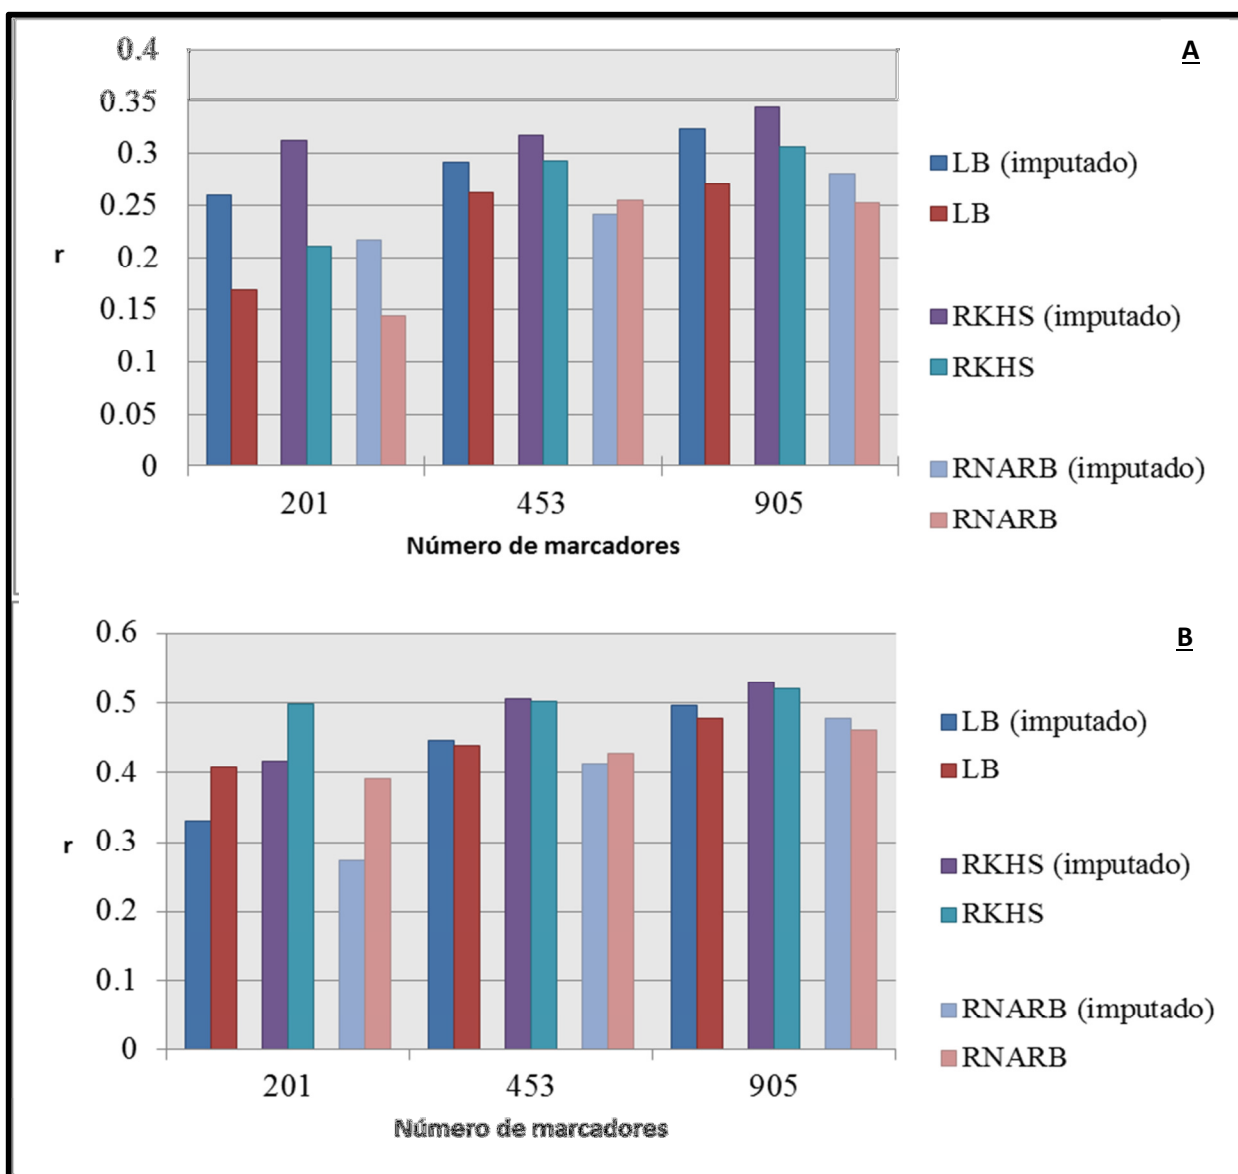 A
0.4
0.35
0.3
0.25
0.2
0.15
0.1
0.05
0
r
201 453 905
Número de marcadores
LB (imputado)
LB
RKHS (imputado)
RKHS
RNARB (imputado)
RNARB
B
0.6
0.5
0.4
0.3
0.2
0.1
0
r
201 453 905
Número de marcadores
LB (imputado)
LB
RKHS (imputado)
RKHS
RNARB (imputado)
RNARB